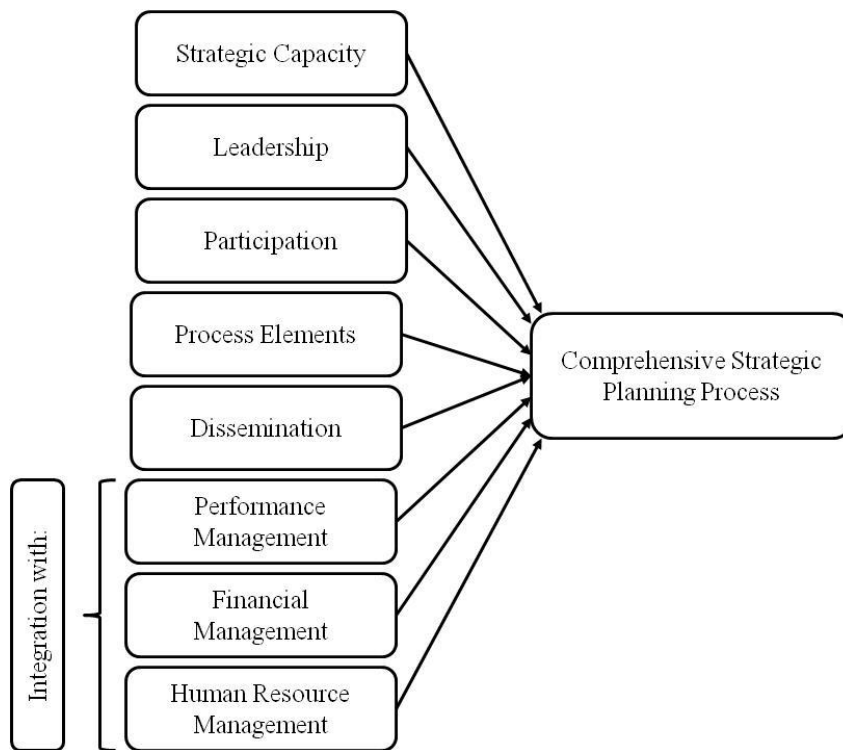 Strategic Capacity
Leadership
Participation
Process Elements
Dissemination
Integration with:
Performance
Management
Financial
Management
Human Resource
Management
Comprehensive Strategic
Planning Process